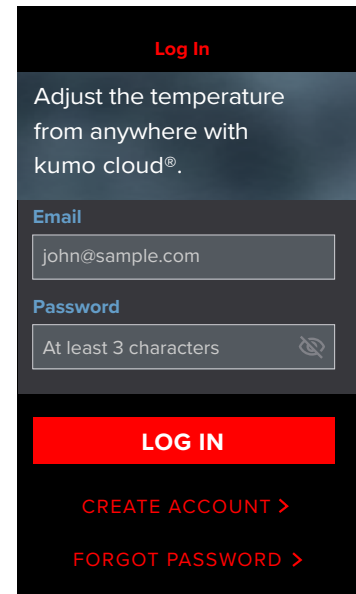 Log In
Adjust the temperature
from anywhere with
kumo cloud®.
Email
john@sample.com
Password
At least 3 characters
LOG IN
CREATE ACCOUNT >
FORGOT PASSWORD >